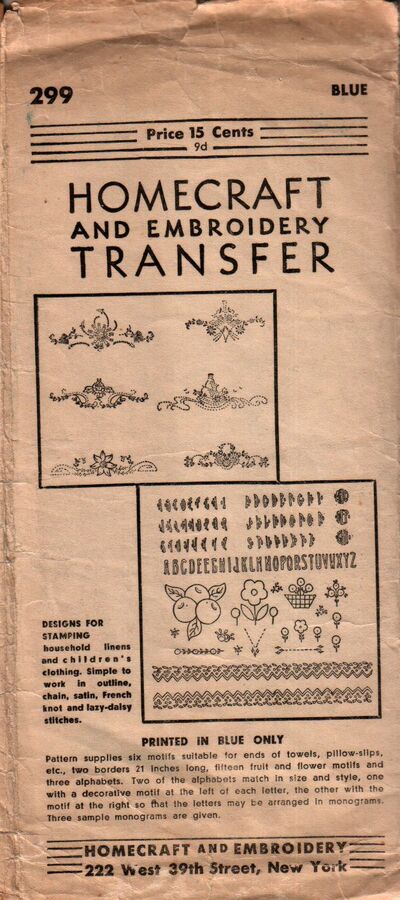 299
BLUE
Price 15 Cents
9d
HOMECRAFT
AND EMBROIDERY
TRANSFER
ABCDEFGHIJKLMNOPQRSTUVWXYZ
DESIGNS FOR
STAMPING
household linens
and children's
clothing. Simple to
work in outline,
chain, satin, French
knot and lazy-daisy
stitches.
PRINTED IN BLUE ONLY
Pattern supplies six motifs suitable for ends of towels, pillow-slips,
etc., two borders 21 inches long, fifteen fruit and flower motifs and
three alphabets. Two of the alphabets match in size and style, one
with a decorative motif at the left of each letter, the other with the
motif at the right so that the letters may be arranged in monograms.
Three sample monograms are given.
HOMECRAFT AND EMBROIDERY
222 West 39th Street, New York